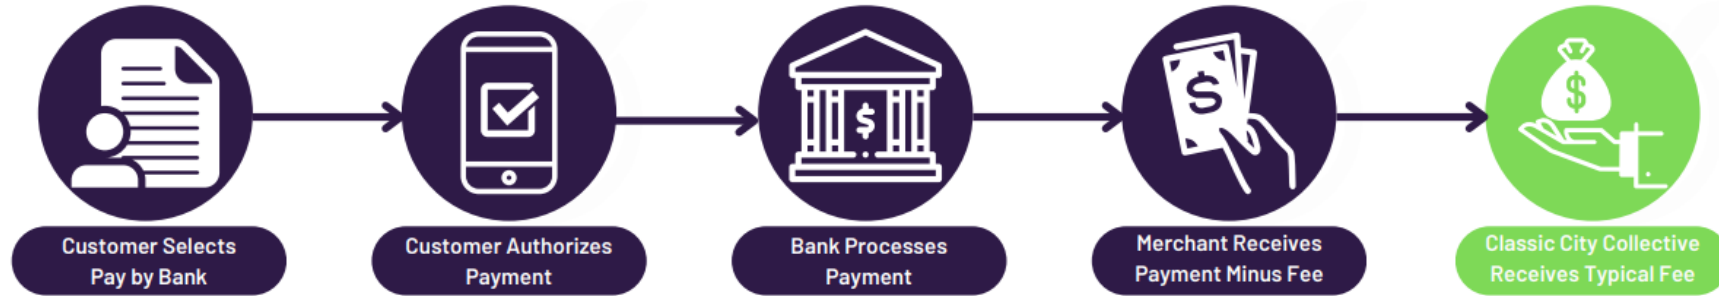 $
$
$
Customer Selects
Pay by Bank
Customer Authorizes
Payment
Bank Processes
Payment
Merchant Receives
Payment Minus Fee
Classic City Collective
Receives Typical Fee